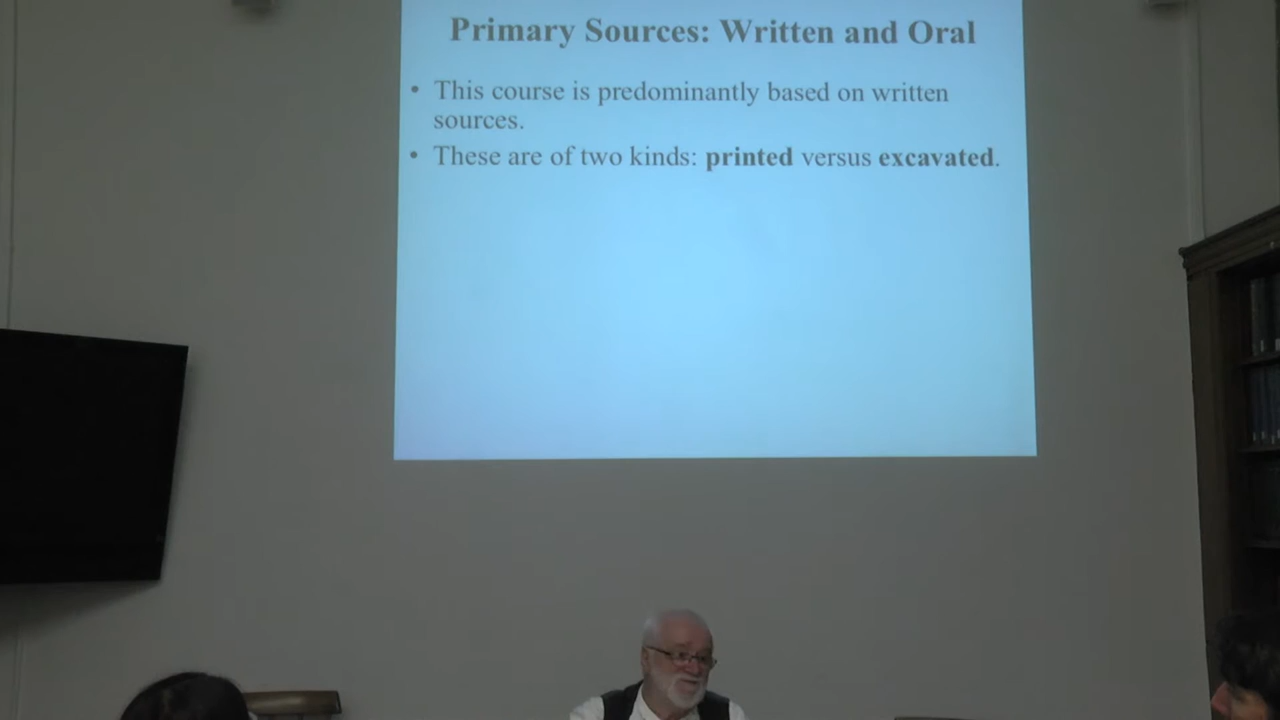 Primary Sources: Written and Oral
• This course is predominantly based on written
sources.
• These are of two kinds: printed versus excavated.